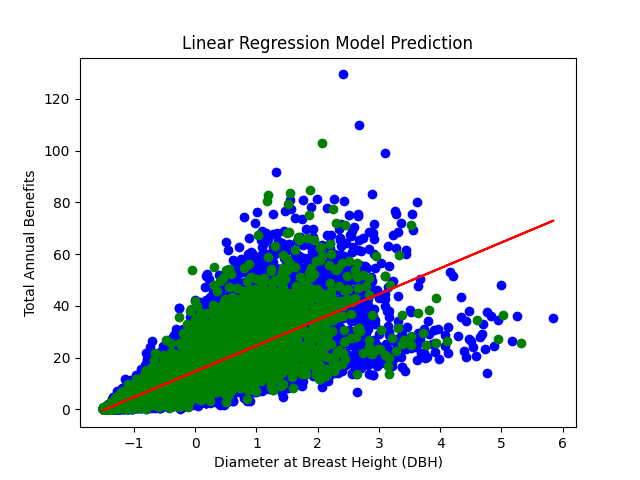 Linear Regression Model Prediction
Total Annual Benefits
120
100
80
60
40
20
0
−1 0 1 2 3 4 5 6
Diameter at Breast Height (DBH)